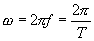 ω = 2πf = 2π/T